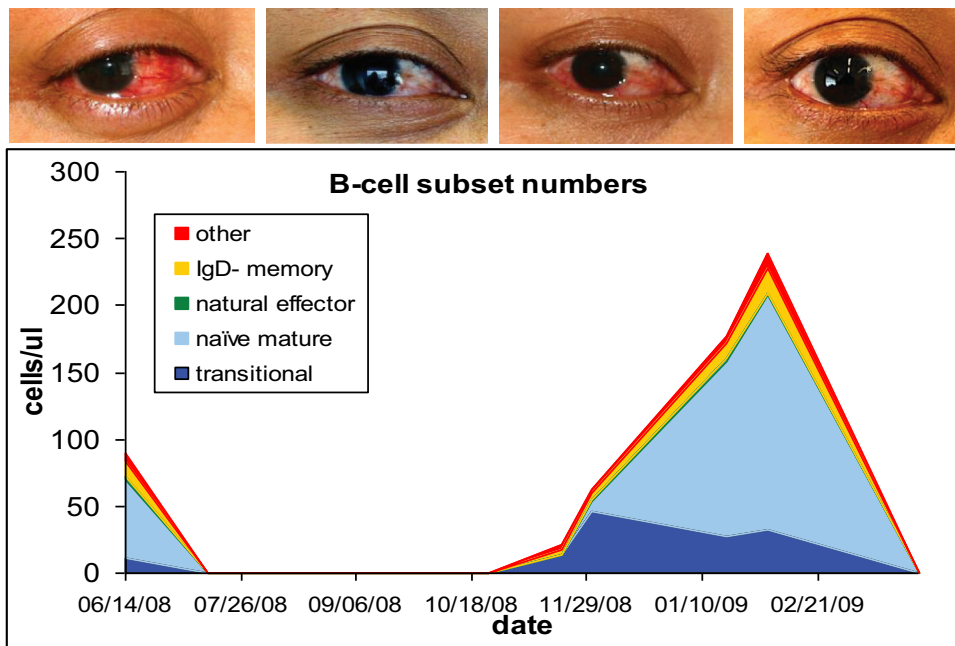 B-cell subset numbers
300
250
200
150
100
50
0
cells/ul
other
IgD- memory
natural effector
naïve mature
transitional
06/14/08 07/26/08 09/06/08 10/18/08 11/29/08 01/10/09 02/21/09
date